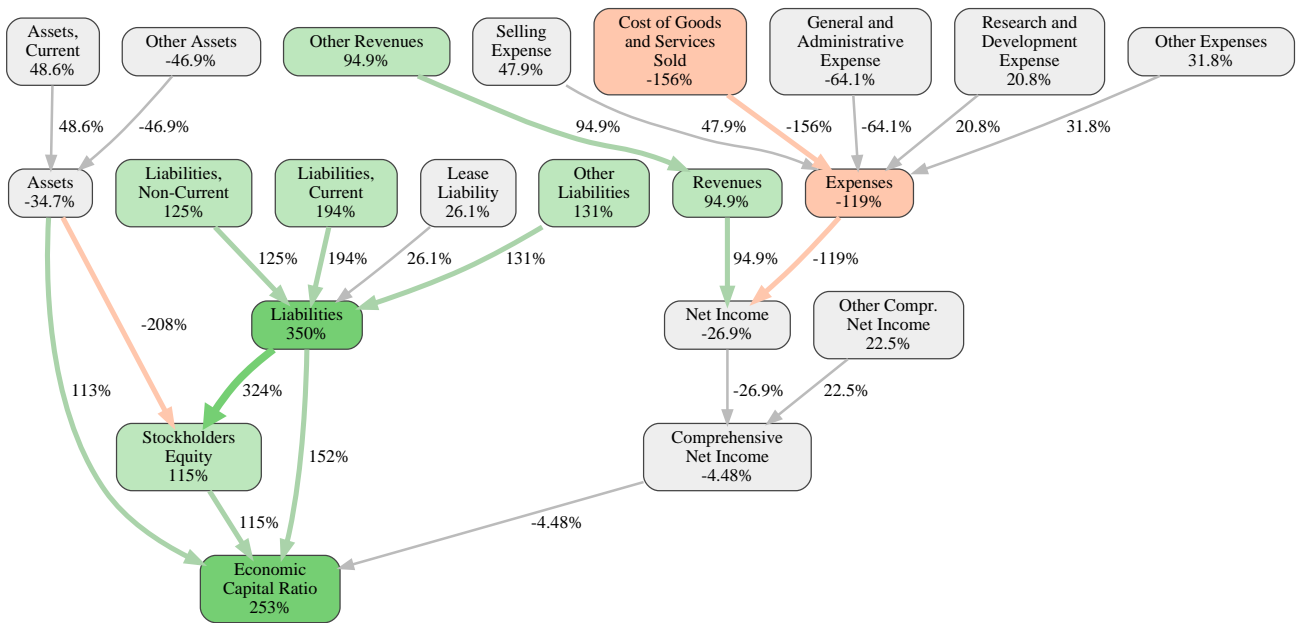 Assets,
Current
48.6%
Other Assets
-46.9%
Other Revenues
94.9%
Selling
Expense
47.9%
Cost of Goods
and Services
Sold
-156%
General and
Administrative
Expense
-64.1%
Research and
Development
Expense
20.8%
Other Expenses
31.8%
48.6%
-46.9%
94.9%
47.9%
-156%
-64.1%
20.8%
31.8%
Assets
-34.7%
Liabilities,
Non-Current
125%
Liabilities,
Current
194%
Lease
Liability
26.1%
Other
Liabilities
131%
Revenues
94.9%
Expenses
-119%
125%
194%
26.1%
131%
94.9%
-119%
-208%
Liabilities
350%
Net Income
-26.9%
Other Compr.
Net Income
22.5%
113%
324%
-26.9%
22.5%
152%
Stockholders
Equity
115%
Comprehensive
Net Income
-4.48%
115%
-4.48%
Economic
Capital Ratio
253%